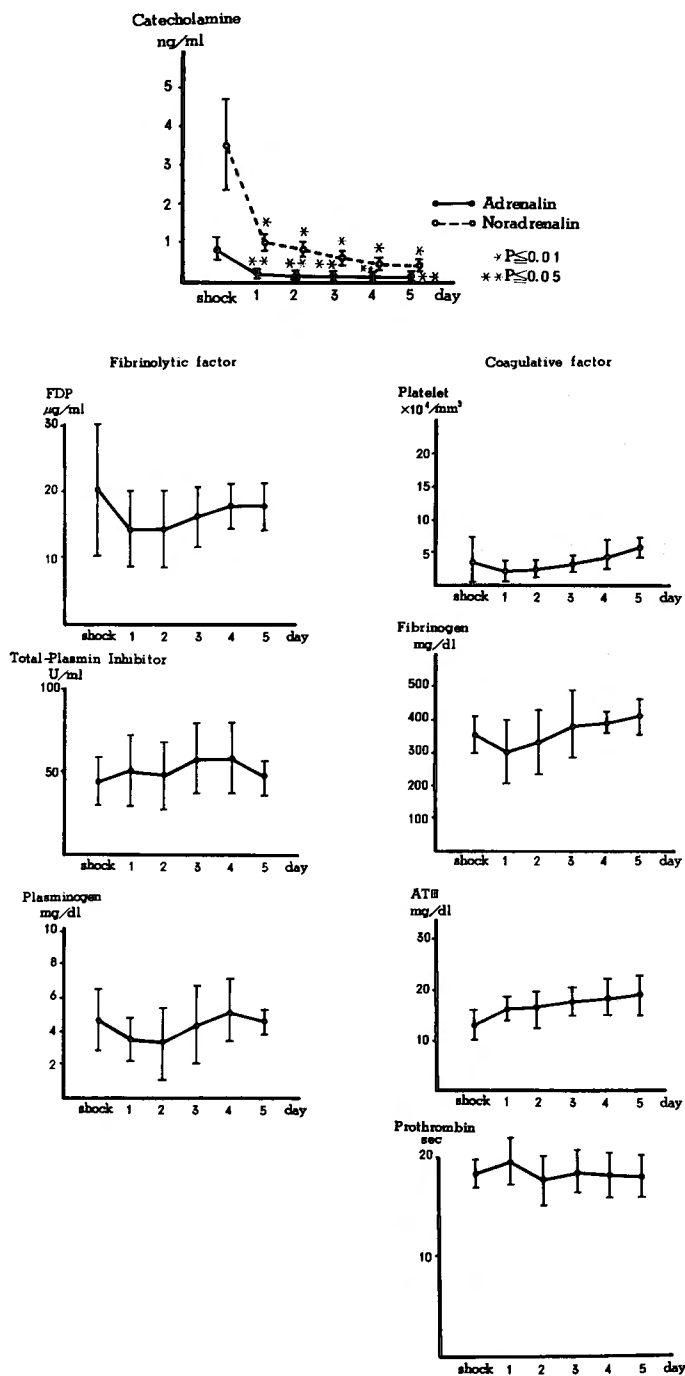 Catecholamine
ng/ml
5
4
3
2
1
Adrenalin
Noradrenalin
* P≦0.01
** P≦0.05
* * * * *
** ** ** ** **
shock 1 2 3 4 5 day
Fibrinolytic factor
FDP
μg/ml
30
20
10
shock 1 2 3 4 5 day
Total-Plasmin Inhibitor
U/ml
100
50
shock 1 2 3 4 5 day
Plasminogen
mg/dl
10
8
6
4
2
shock 1 2 3 4 5 day
Coagulative factor
Platelet
×10⁴/mm³
20
15
10
5
shock 1 2 3 4 5 day
Fibrinogen
mg/dl
500
400
300
200
100
shock 1 2 3 4 5 day
ATⅢ
mg/dl
30
20
10
shock 1 2 3 4 5 day
Prothrombin
sec
20
10
shock 1 2 3 4 5 day